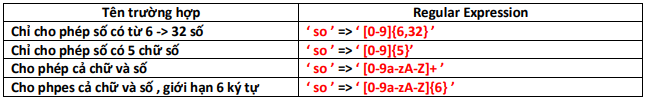 Tên trường hợp Regular Expression
Chỉ cho phép số có từ 6 -> 32 số ‘ so ’ => ‘ [0-9]{6,32} ’
Chỉ cho phép số có 5 chữ số ‘ so ’ => ‘ [0-9]{5}’
Cho phép cả chữ và số ‘ so ’ => ‘ [0-9a-zA-Z]+ ’
Cho phpes cả chữ và số , giới hạn 6 ký tự ‘ so ’ => ‘ [0-9a-zA-Z]{6} ’